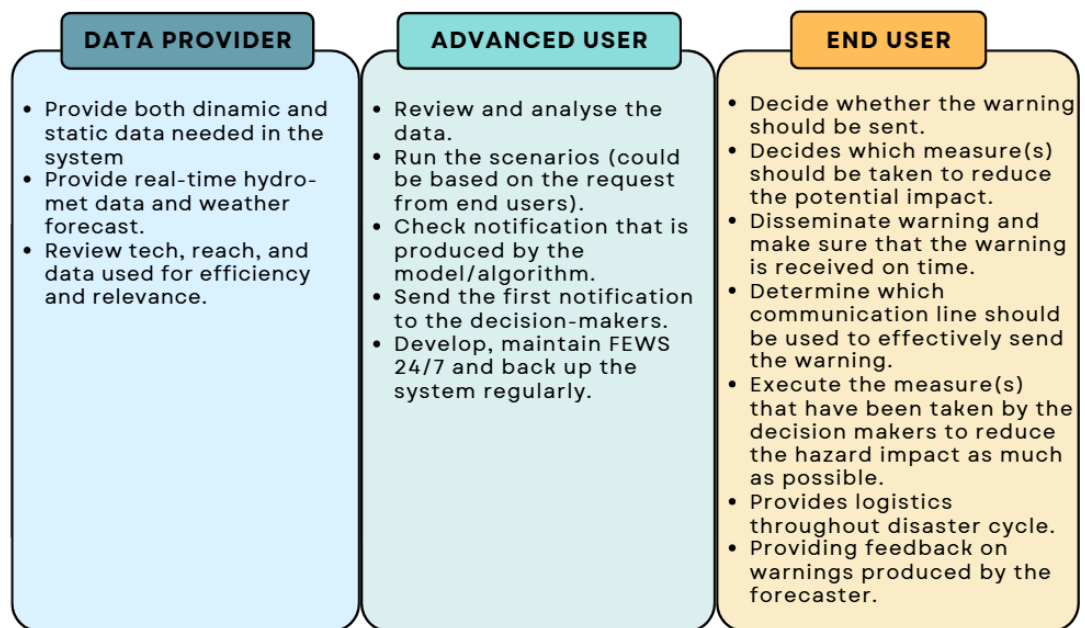 DATA PROVIDER
• Provide both dinamic and
static data needed in the
system
• Provide real-time hydro-
met data and weather
forecast.
• Review tech, reach, and
data used for efficiency
and relevance.
ADVANCED USER
• Review and analyse the
data.
• Run the scenarios (could
be based on the request
from end users).
• Check notification that is
produced by the
model/algorithm.
• Send the first notification
to the decision-makers.
• Develop, maintain FEWS
24/7 and back up the
system regularly.
END USER
• Decide whether the warning
should be sent.
• Decides which measure(s)
should be taken to reduce
the potential impact.
• Disseminate warning and
make sure that the warning
is received on time.
• Determine which
communication line should
be used to effectively send
the warning.
• Execute the measure(s)
that have been taken by the
decision makers to reduce
the hazard impact as much
as possible.
• Provides logistics
throughout disaster cycle.
• Providing feedback on
warnings produced by the
forecaster.